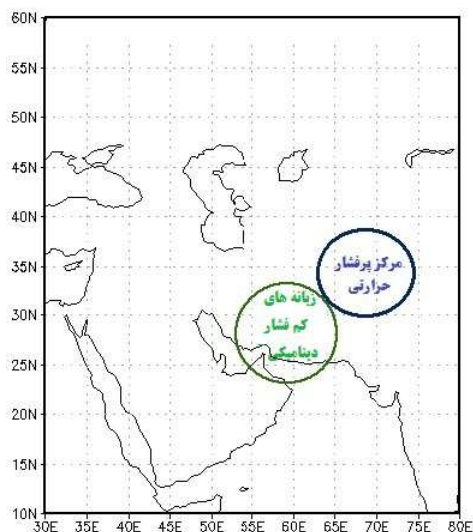 60N
55N
50N
45N
40N
35N
30N
25N
20N
15N
10N
30E 35E 40E 45E 50E 55E 60E 65E 70E 75E 80E
مرکز پرفشار
حرارتی
زبانه های
کم فشار
دینامیکی